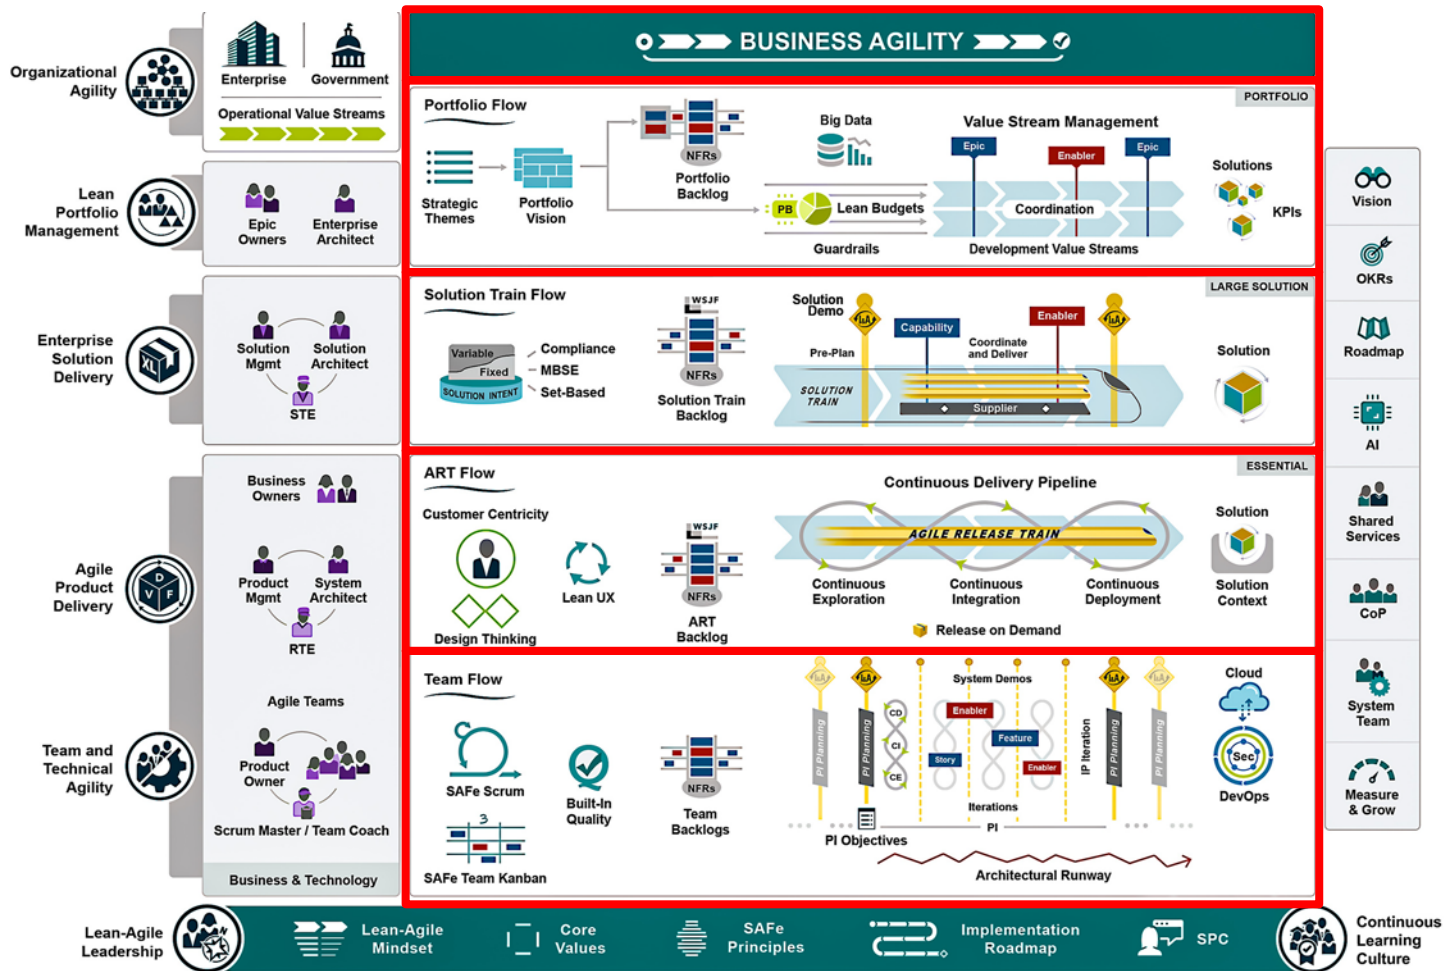 BUSINESS AGILITY
Organizational
Agility
Enterprise
Government
Operational Value Streams
Lean
Portfolio
Management
Epic
Owners
Enterprise
Architect
Portfolio Flow
PORTFOLIO
Strategic
Themes
Portfolio
Vision
NFRs
Portfolio
Backlog
Big Data
PB
Lean Budgets
Guardrails
Value Stream Management
Epic
Enabler
Epic
Coordination
Development Value Streams
Solutions
KPIs
Enterprise
Solution
Delivery
XL
Solution
Mgmt
Solution
Architect
STE
Solution Train Flow
LARGE SOLUTION
Variable
Fixed
SOLUTION INTENT
Compliance
MBSE
Set-Based
WSJF
NFRs
Solution Train
Backlog
Solution
Demo
I&A
Capability
Enabler
I&A
Pre-Plan
Coordinate
and Deliver
SOLUTION
TRAIN
Supplier
Solution
Agile
Product
Delivery
D
V
F
Business
Owners
Product
Mgmt
System
Architect
RTE
ART Flow
ESSENTIAL
Customer Centricity
Design Thinking
Lean UX
WSJF
NFRs
ART
Backlog
Continuous Delivery Pipeline
AGILE RELEASE TRAIN
Continuous
Exploration
Continuous
Integration
Continuous
Deployment
Release on Demand
Solution
Solution
Context
Team and
Technical
Agility
Agile Teams
Product
Owner
Scrum Master / Team Coach
Business & Technology
Team Flow
SAFe Scrum
3
SAFe Team Kanban
Built-In
Quality
NFRs
Team
Backlogs
I&A
I&A
I&A
I&A
PI Planning
PI Planning
CD
CI
CE
System Demos
Enabler
Story
Feature
Enabler
IP Iteration
PI Planning
PI Planning
Iterations
PI
PI Objectives
Architectural Runway
Cloud
Sec
DevOps
Vision
OKRs
Roadmap
AI
Shared
Services
CoP
System
Team
Measure
& Grow
Lean-Agile
Leadership
Lean-Agile
Mindset
Core
Values
SAFe
Principles
Implementation
Roadmap
SPC
Continuous
Learning
Culture